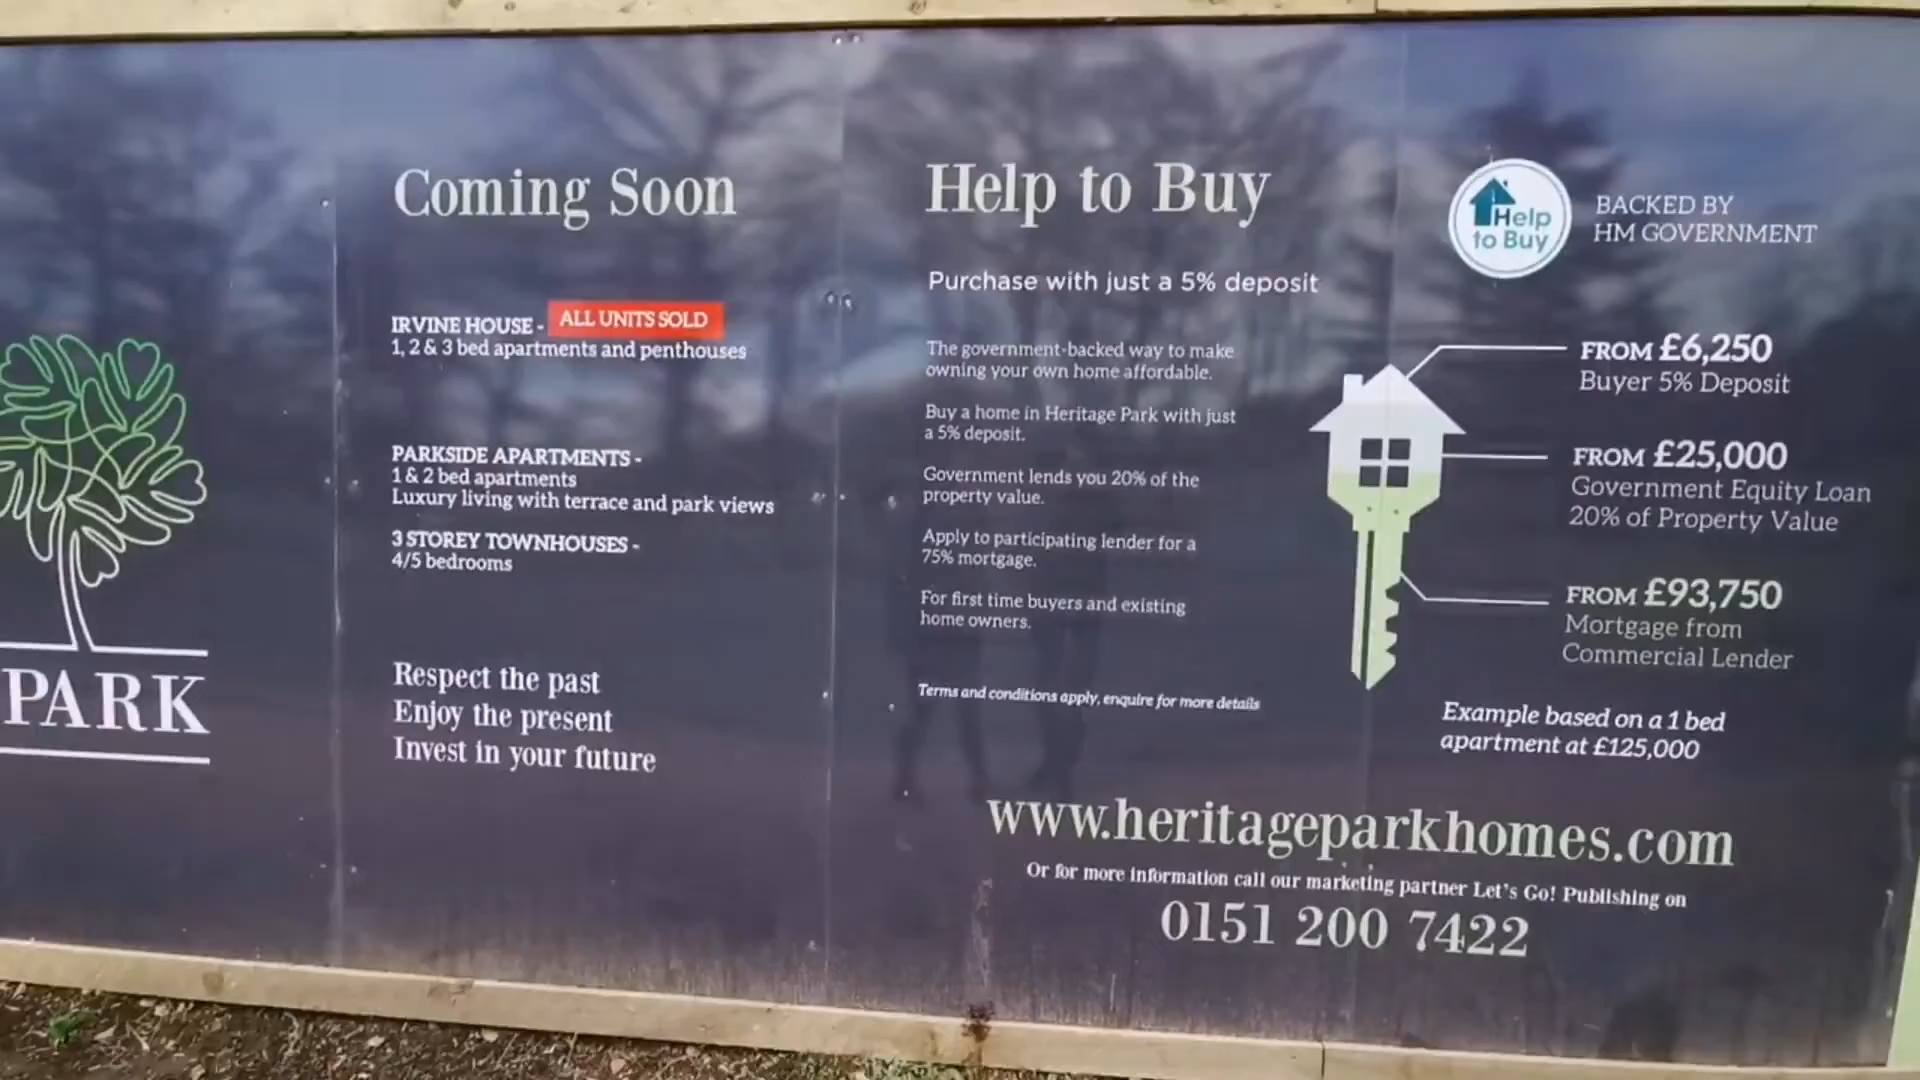 PARK
Coming Soon
IRVINE HOUSE - ALL UNITS SOLD
1, 2 & 3 bed apartments and penthouses
PARKSIDE APARTMENTS -
1 & 2 bed apartments
Luxury living with terrace and park views
3 STOREY TOWNHOUSES -
4/5 bedrooms
Respect the past
Enjoy the present
Invest in your future
Help to Buy
Purchase with just a 5% deposit
The government-backed way to make
owning your own home affordable.
Buy a home in Heritage Park with just
a 5% deposit.
Government lends you 20% of the
property value.
Apply to participating lender for a
75% mortgage.
For first time buyers and existing
home owners.
Terms and conditions apply, enquire for more details
Help
to Buy
BACKED BY
HM GOVERNMENT
FROM £6,250
Buyer 5% Deposit
FROM £25,000
Government Equity Loan
20% of Property Value
FROM £93,750
Mortgage from
Commercial Lender
Example based on a 1 bed
apartment at £125,000
www.heritageparkhomes.com
Or for more information call our marketing partner Let's Go! Publishing on
0151 200 7422